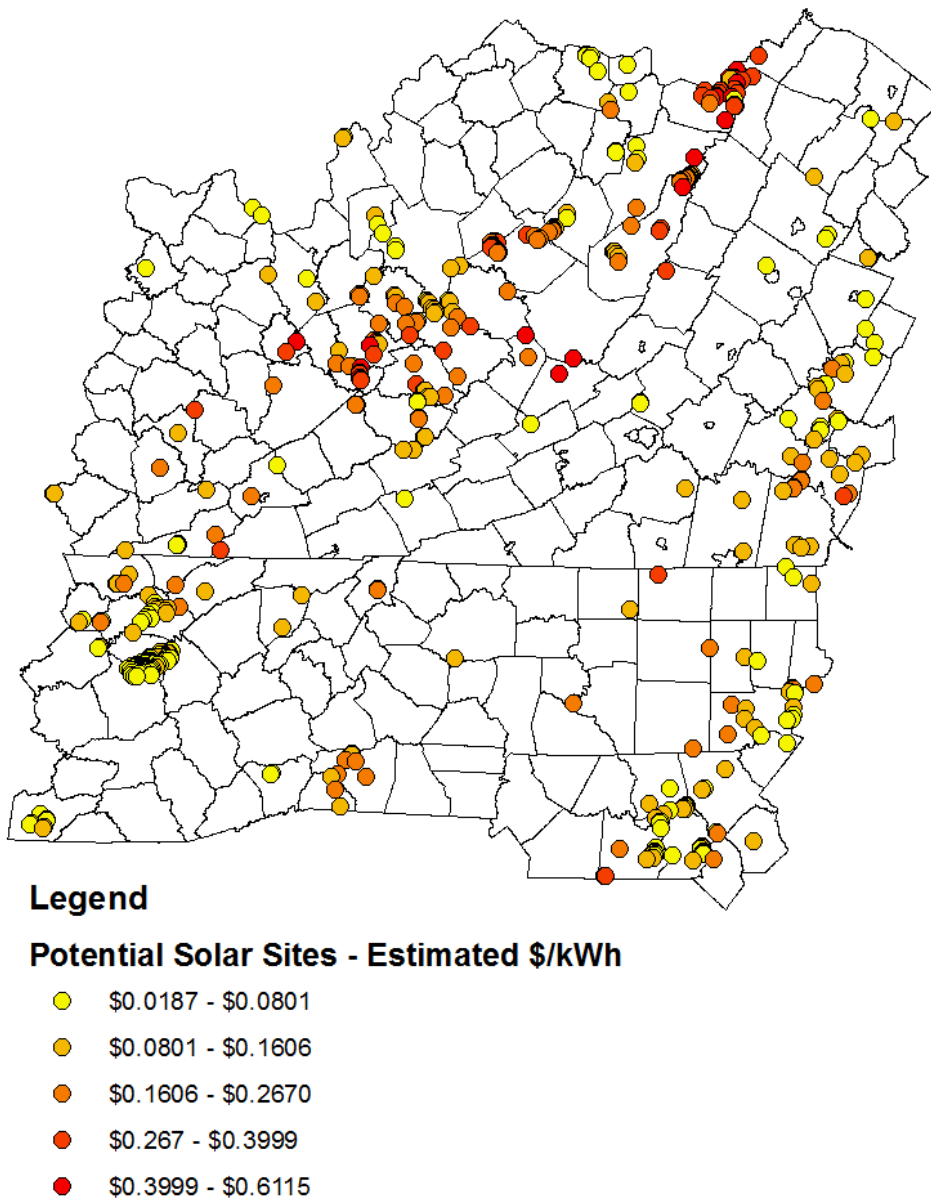 Legend
Potential Solar Sites - Estimated $/kWh
$0.0187 - $0.0801
$0.0801 - $0.1606
$0.1606 - $0.2670
$0.267 - $0.3999
$0.3999 - $0.6115